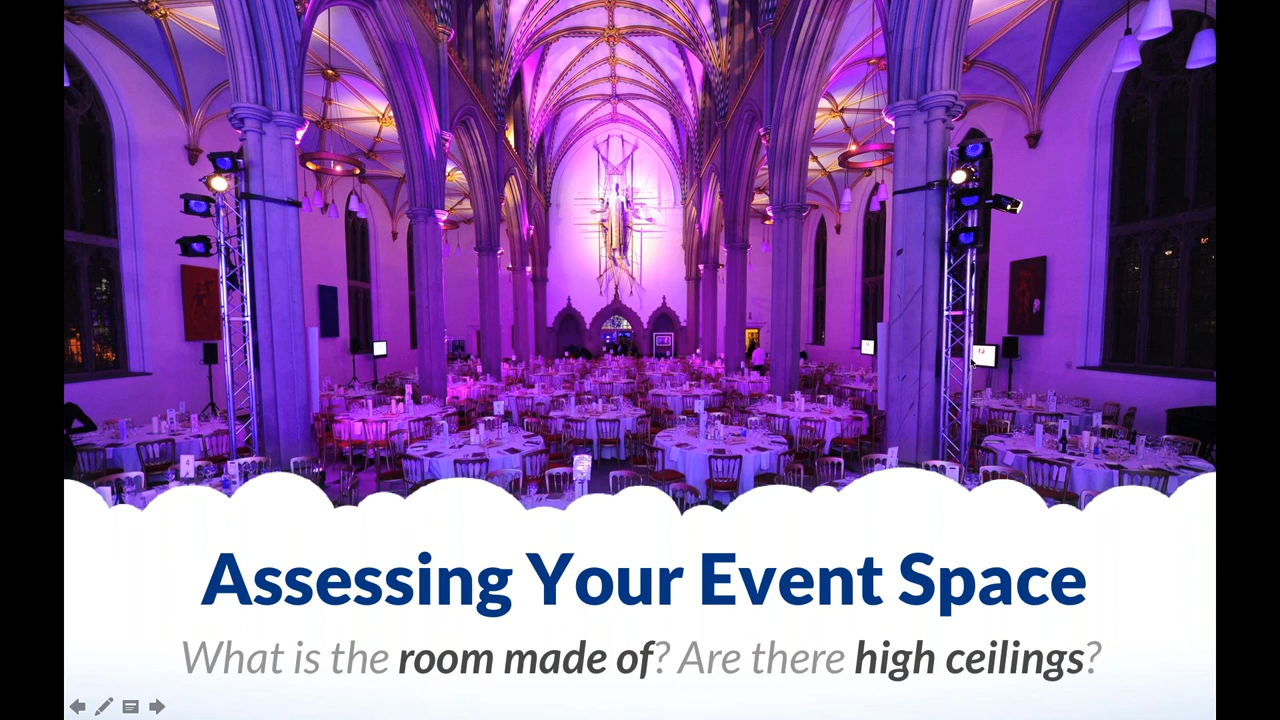 Assessing Your Event Space
What is the room made of? Are there high ceilings?